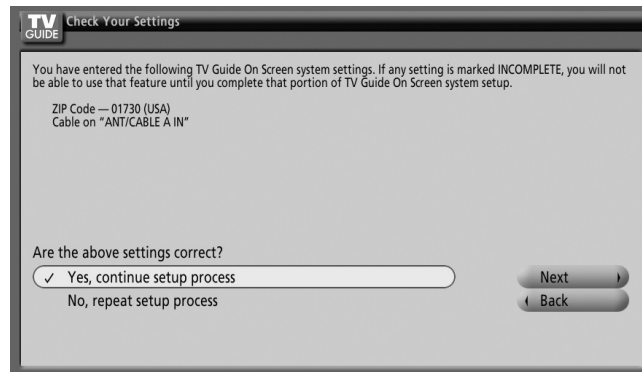 TV
GUIDE
Check Your Settings
You have entered the following TV Guide On Screen system settings. If any setting is marked INCOMPLETE, you will not
be able to use that feature until you complete that portion of TV Guide On Screen system setup.
ZIP Code — 01730 (USA)
Cable on “ANT/CABLE A IN”
Are the above settings correct?
✓ Yes, continue setup process
No, repeat setup process
Next
Back